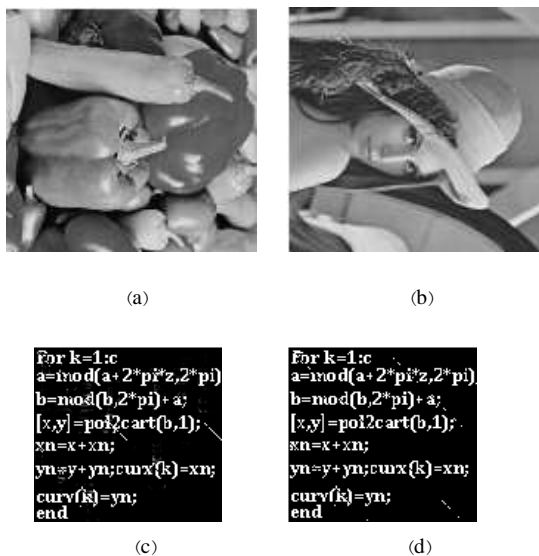 (a)
(b)
for k=1:c
a=mod(a+2*pi*z,2*pi)
b=mod(b,2*pi)+a;
[x,y]=pol2cart(b,1);
xn=x+xn;
yn=y+yn;curx(k)=xn;
cury(k)=yn;
end
for k=1:c
a=mod(a+2*pi*z,2*pi)
b=mod(b,2*pi)+a;
[x,y]=pol2cart(b,1);
xn=x+xn;
yn=y+yn;curx(k)=xn;
cury(k)=yn;
end
(c)
(d)